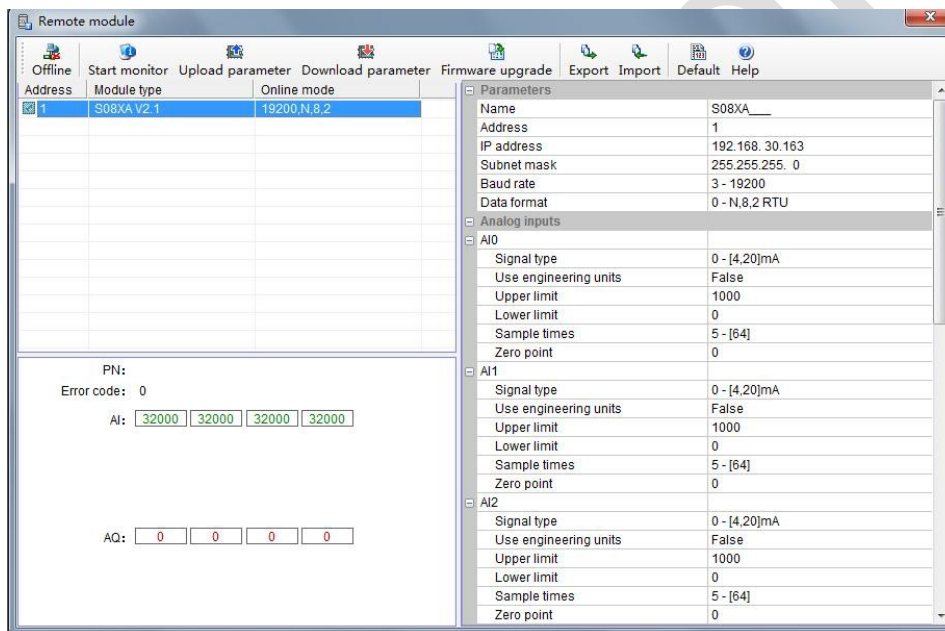 Remote module
Offline Start monitor Upload parameter Download parameter Firmware upgrade Export Import Default Help
Address Module type Online mode
1 S08XA V2.1 19200,N,8,2
PN:
Error code: 0
AI: 32000 32000 32000 32000
AQ: 0 0 0 0
Parameters
Name S08XA___
Address 1
IP address 192.168. 30.163
Subnet mask 255.255.255. 0
Baud rate 3 - 19200
Data format 0 - N,8,2 RTU
Analog inputs
AI0
Signal type 0 - [4,20]mA
Use engineering units False
Upper limit 1000
Lower limit 0
Sample times 5 - [64]
Zero point 0
AI1
Signal type 0 - [4,20]mA
Use engineering units False
Upper limit 1000
Lower limit 0
Sample times 5 - [64]
Zero point 0
AI2
Signal type 0 - [4,20]mA
Use engineering units False
Upper limit 1000
Lower limit 0
Sample times 5 - [64]
Zero point 0